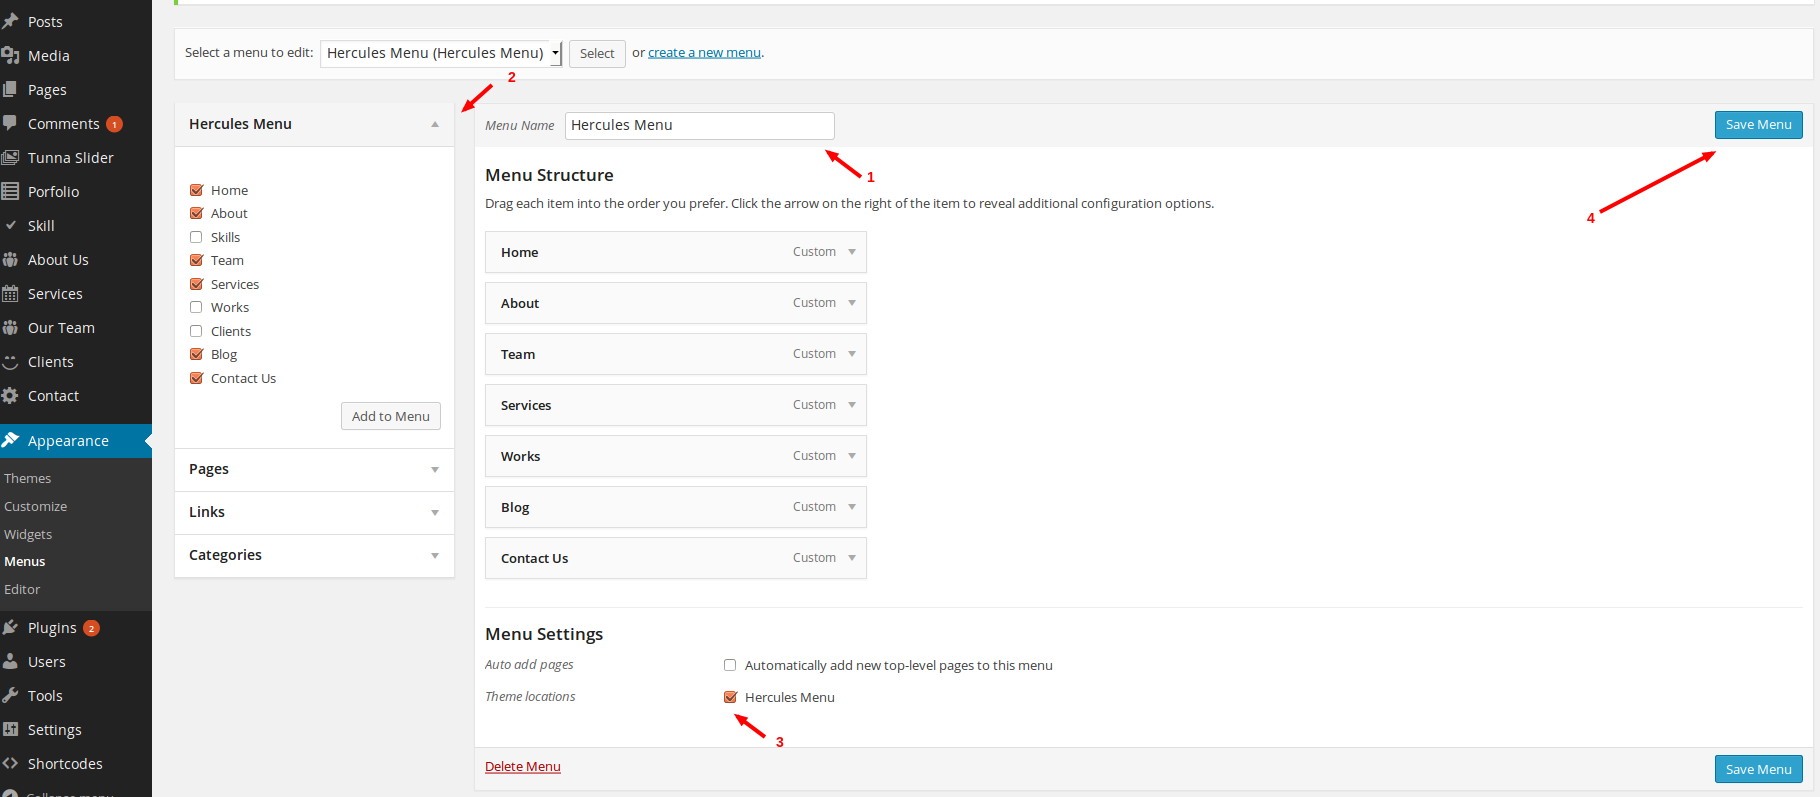 Posts
Media
Pages
Comments 1
Tunna Slider
Porfolio
Skill
About Us
Services
Our Team
Clients
Contact
Appearance
Themes
Customize
Widgets
Menus
Editor
Plugins 2
Users
Tools
Settings
Shortcodes
Collapse menu
Select a menu to edit: Hercules Menu (Hercules Menu) Select or create a new menu.
2
Hercules Menu
Home
About
Skills
Team
Services
Works
Clients
Blog
Contact Us
Add to Menu
Pages
Links
Categories
Menu Name Hercules Menu Save Menu
1
4
Menu Structure
Drag each item into the order you prefer. Click the arrow on the right of the item to reveal additional configuration options.
Home Custom
About Custom
Team Custom
Services Custom
Works Custom
Blog Custom
Contact Us Custom
Menu Settings
Auto add pages Automatically add new top-level pages to this menu
Theme locations Hercules Menu
3
Delete Menu Save Menu